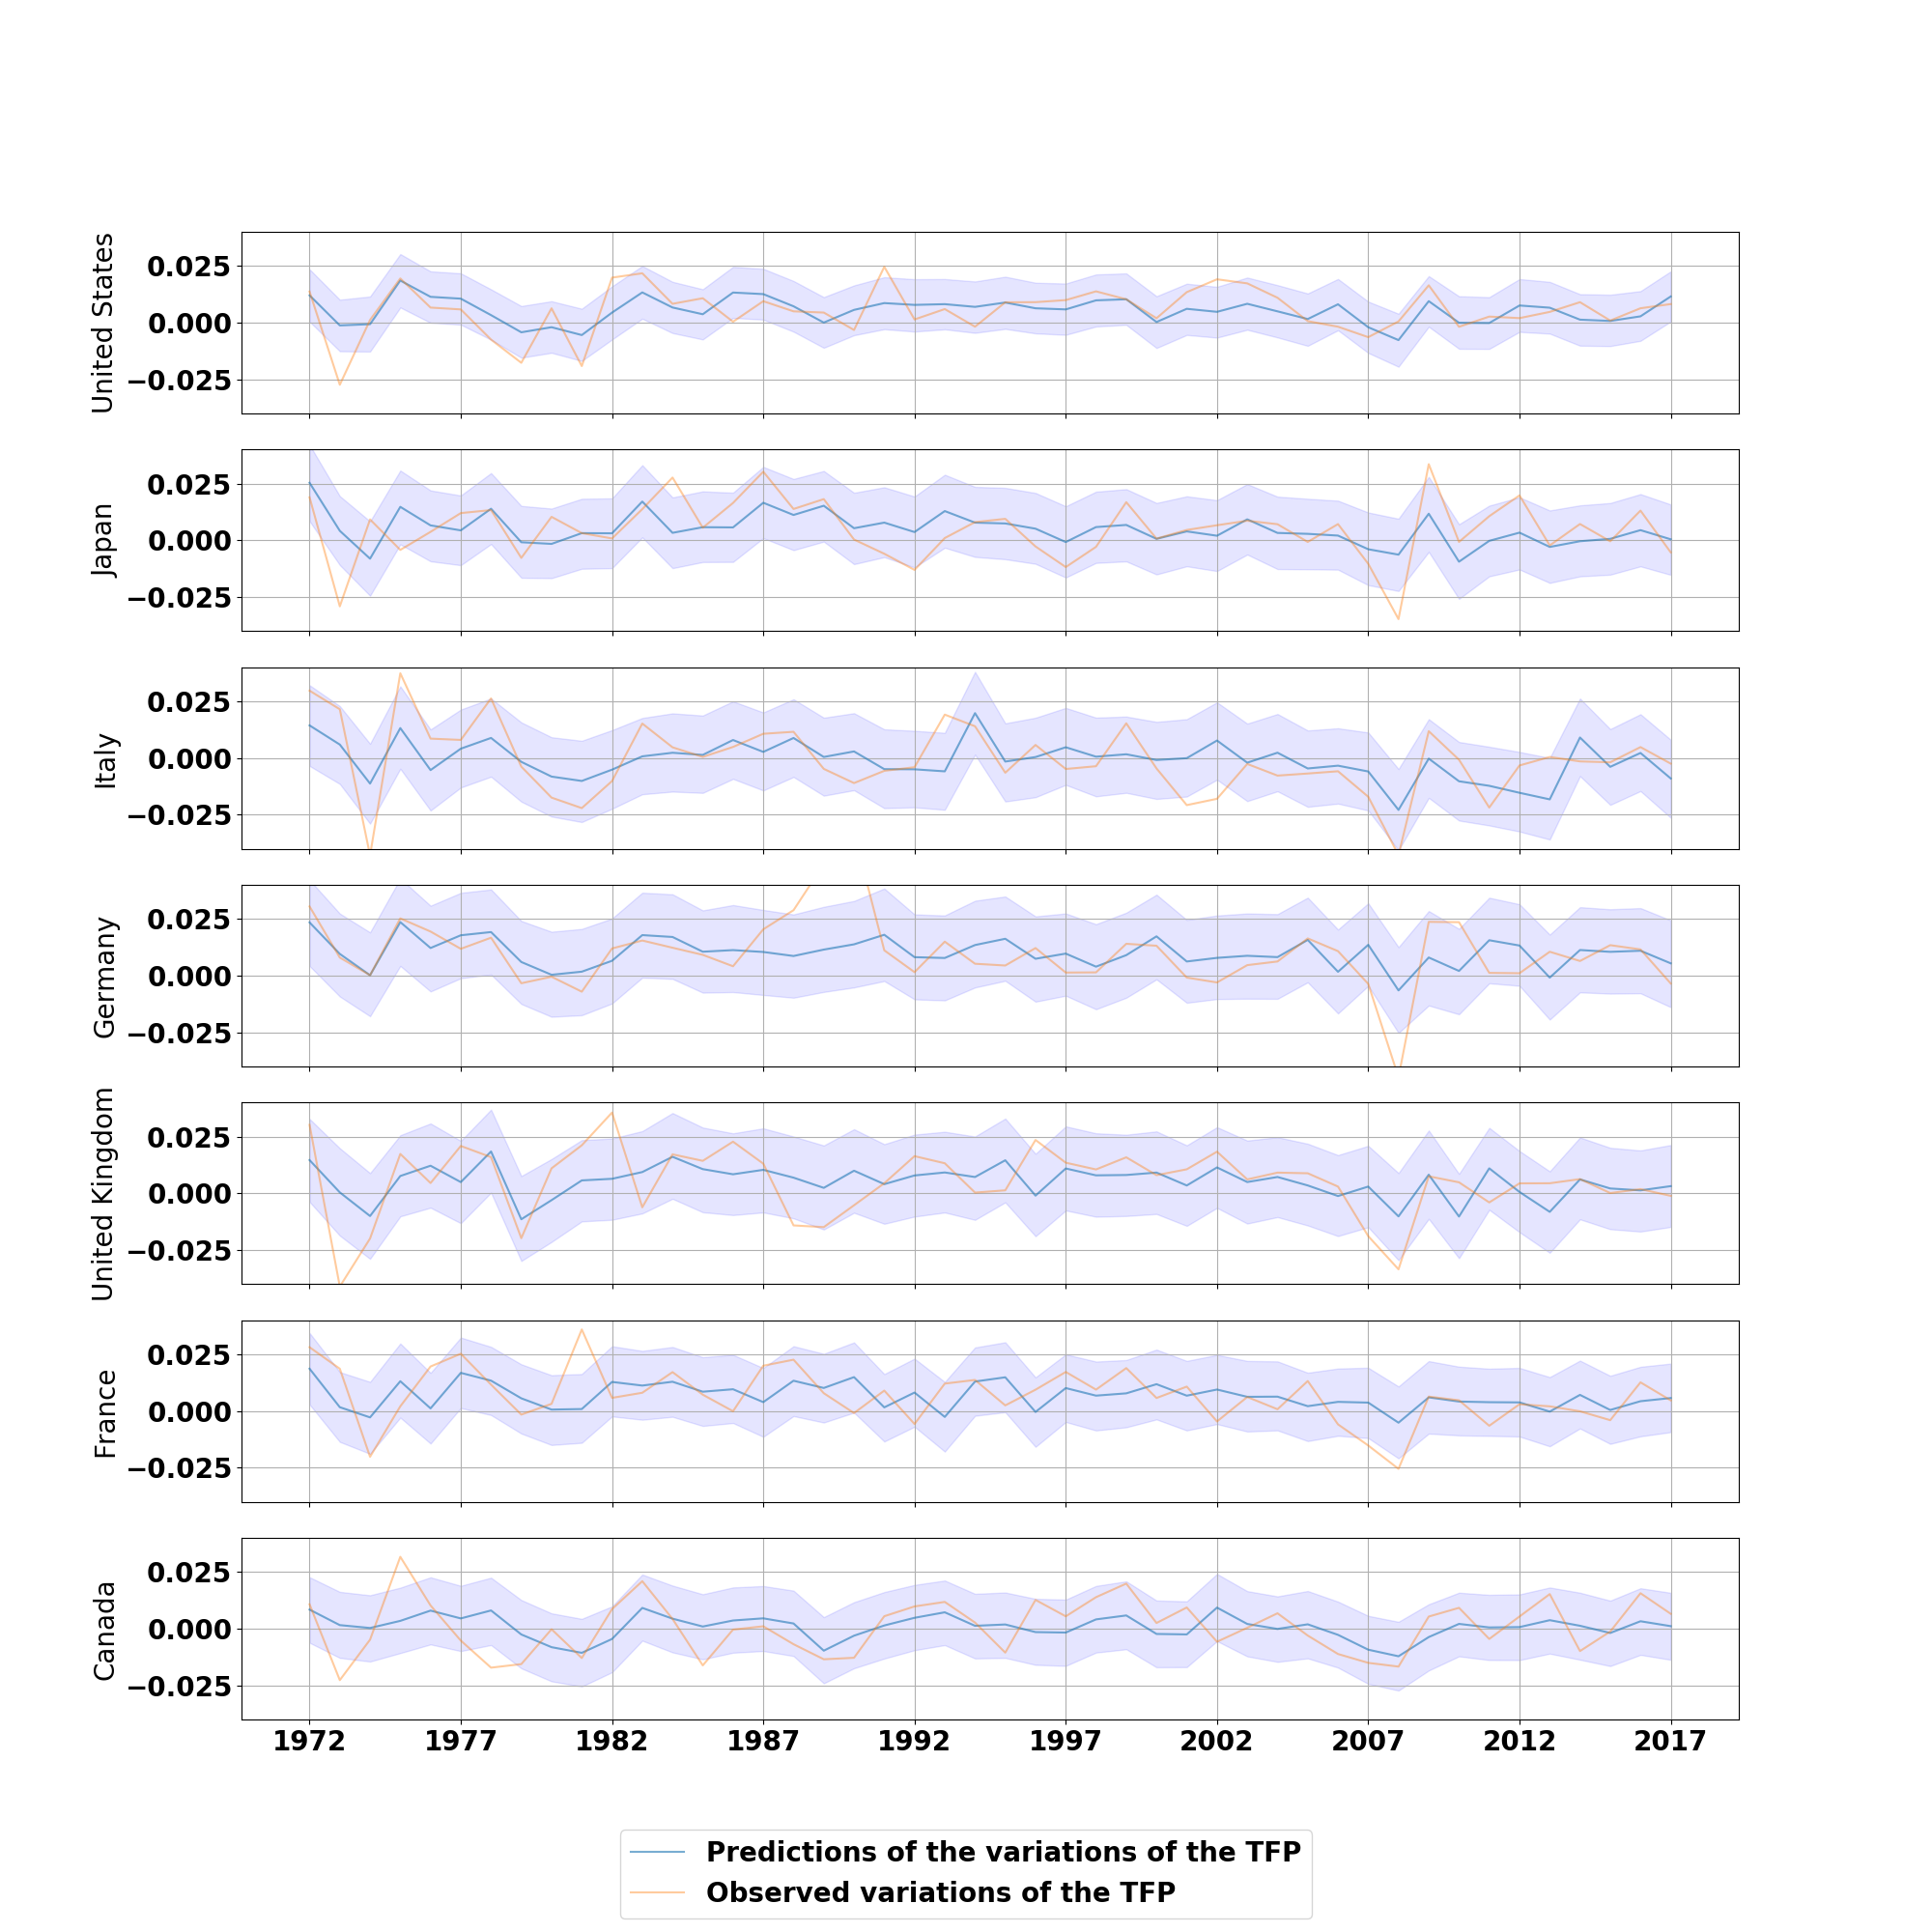 United States
0.025
0.000
−0.025
Japan
0.025
0.000
−0.025
Italy
0.025
0.000
−0.025
Germany
0.025
0.000
−0.025
United Kingdom
0.025
0.000
−0.025
France
0.025
0.000
−0.025
Canada
0.025
0.000
−0.025
1972 1977 1982 1987 1992 1997 2002 2007 2012 2017
Predictions of the variations of the TFP
Observed variations of the TFP